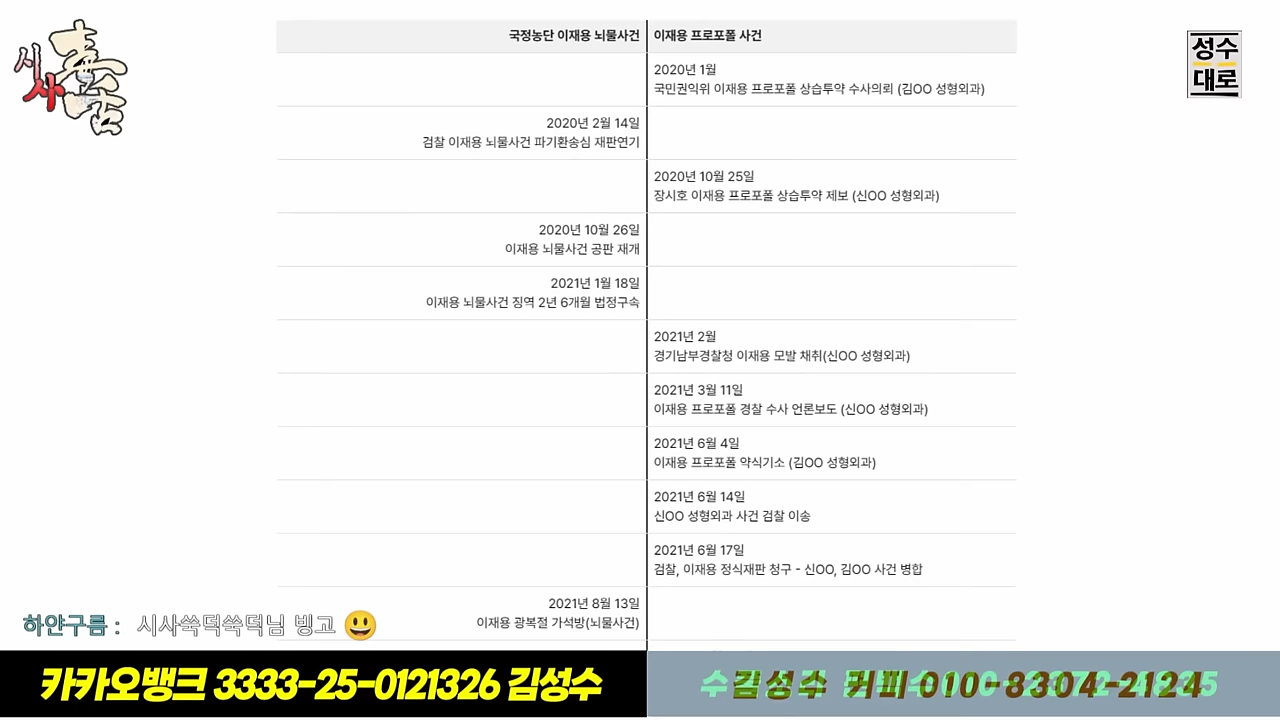 시사
성수
대로
국정농단 이재용 뇌물사건
이재용 프로포폴 사건
2020년 1월
국민권익위 이재용 프로포폴 상습투약 수사의뢰 (김OO 성형외과)
2020년 2월 14일
검찰 이재용 뇌물사건 파기환송심 재판연기
2020년 10월 25일
장시호 이재용 프로포폴 상습투약 제보 (신OO 성형외과)
2020년 10월 26일
이재용 뇌물사건 공판 재개
2021년 1월 18일
이재용 뇌물사건 징역 2년 6개월 법정구속
2021년 2월
경기남부경찰청 이재용 모발 채취(신OO 성형외과)
2021년 3월 11일
이재용 프로포폴 경찰 수사 언론보도 (신OO 성형외과)
2021년 6월 4일
이재용 프로포폴 약식기소 (김OO 성형외과)
2021년 6월 14일
신OO 성형외과 사건 검찰 이송
2021년 6월 17일
검찰, 이재용 정식재판 청구 - 신OO, 김OO 사건 병합
2021년 8월 13일
이재용 광복절 가석방(뇌물사건)
하얀구름 : 시사쑥덕쑥덕님 빙고 😃
카카오뱅크 3333-25-0121326 김성수
김성수 커피 010-8304-2124